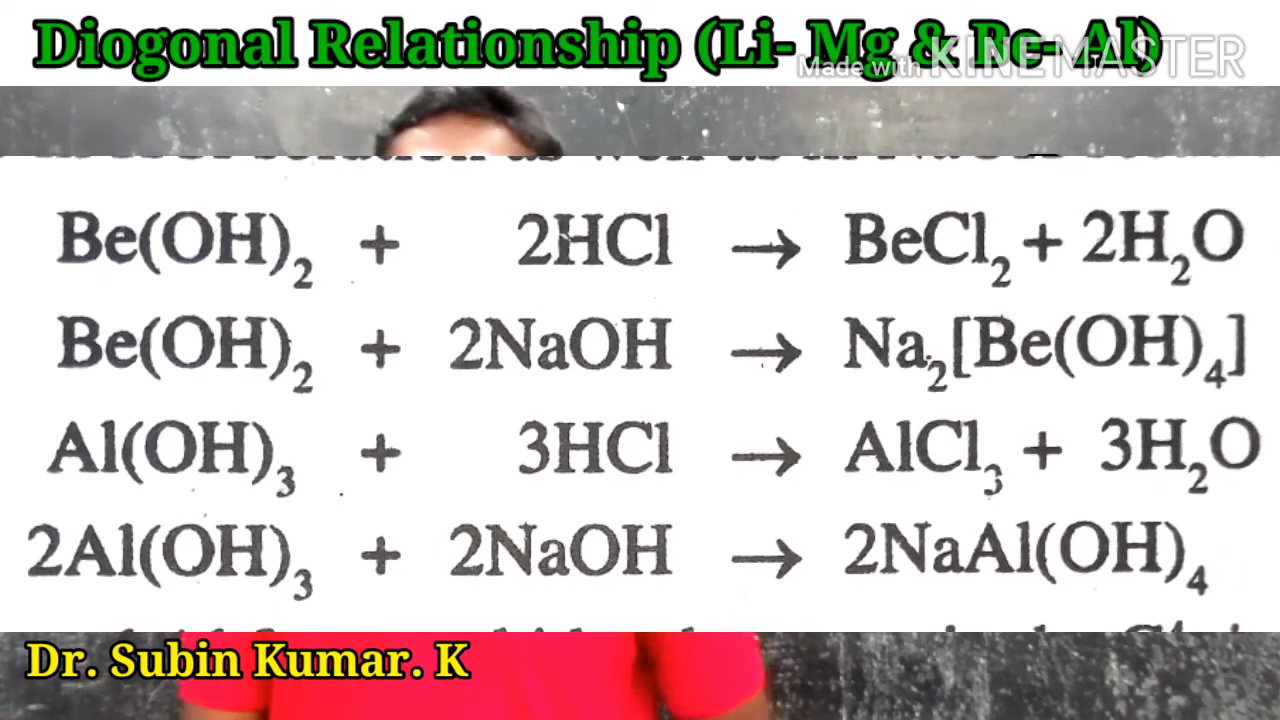 Diogonal Relationship (Li- Mg & Be- Al)
Made with KINEMASTER
Be(OH)₂ + 2HCl → BeCl₂ + 2H₂O
Be(OH)₂ + 2NaOH → Na₂[Be(OH)₄]
Al(OH)₃ + 3HCl → AlCl₃ + 3H₂O
2Al(OH)₃ + 2NaOH → 2NaAl(OH)₄
Dr. Subin Kumar. K